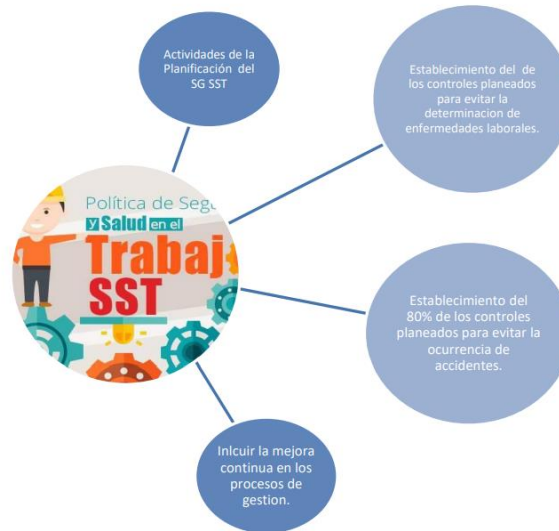 Actividades de la
Planificación del
SG SST
Establecimiento del de
los controles planeados
para evitar la
determinacion de
enfermedades laborales.
Política de Segu
y Salud en el
Trabaj
SST
Establecimiento del
80% de los controles
planeados para evitar la
ocurrencia de
accidentes.
Inlcuir la mejora
continua en los
procesos de
gestion.